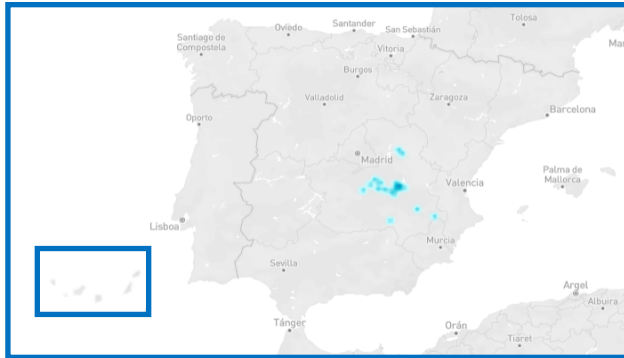 Tolosa
Santander
Oviedo
San Sebastián
Santiago de
Compostela
Vitoria
Burgos
Valladolid
Zaragoza
Barcelona
Oporto
Madrid
Palma de
Mallorca
Valencia
Lisboa
Murcia
Sevilla
Argel
Albuira
Tánger
Orán
Tiaret